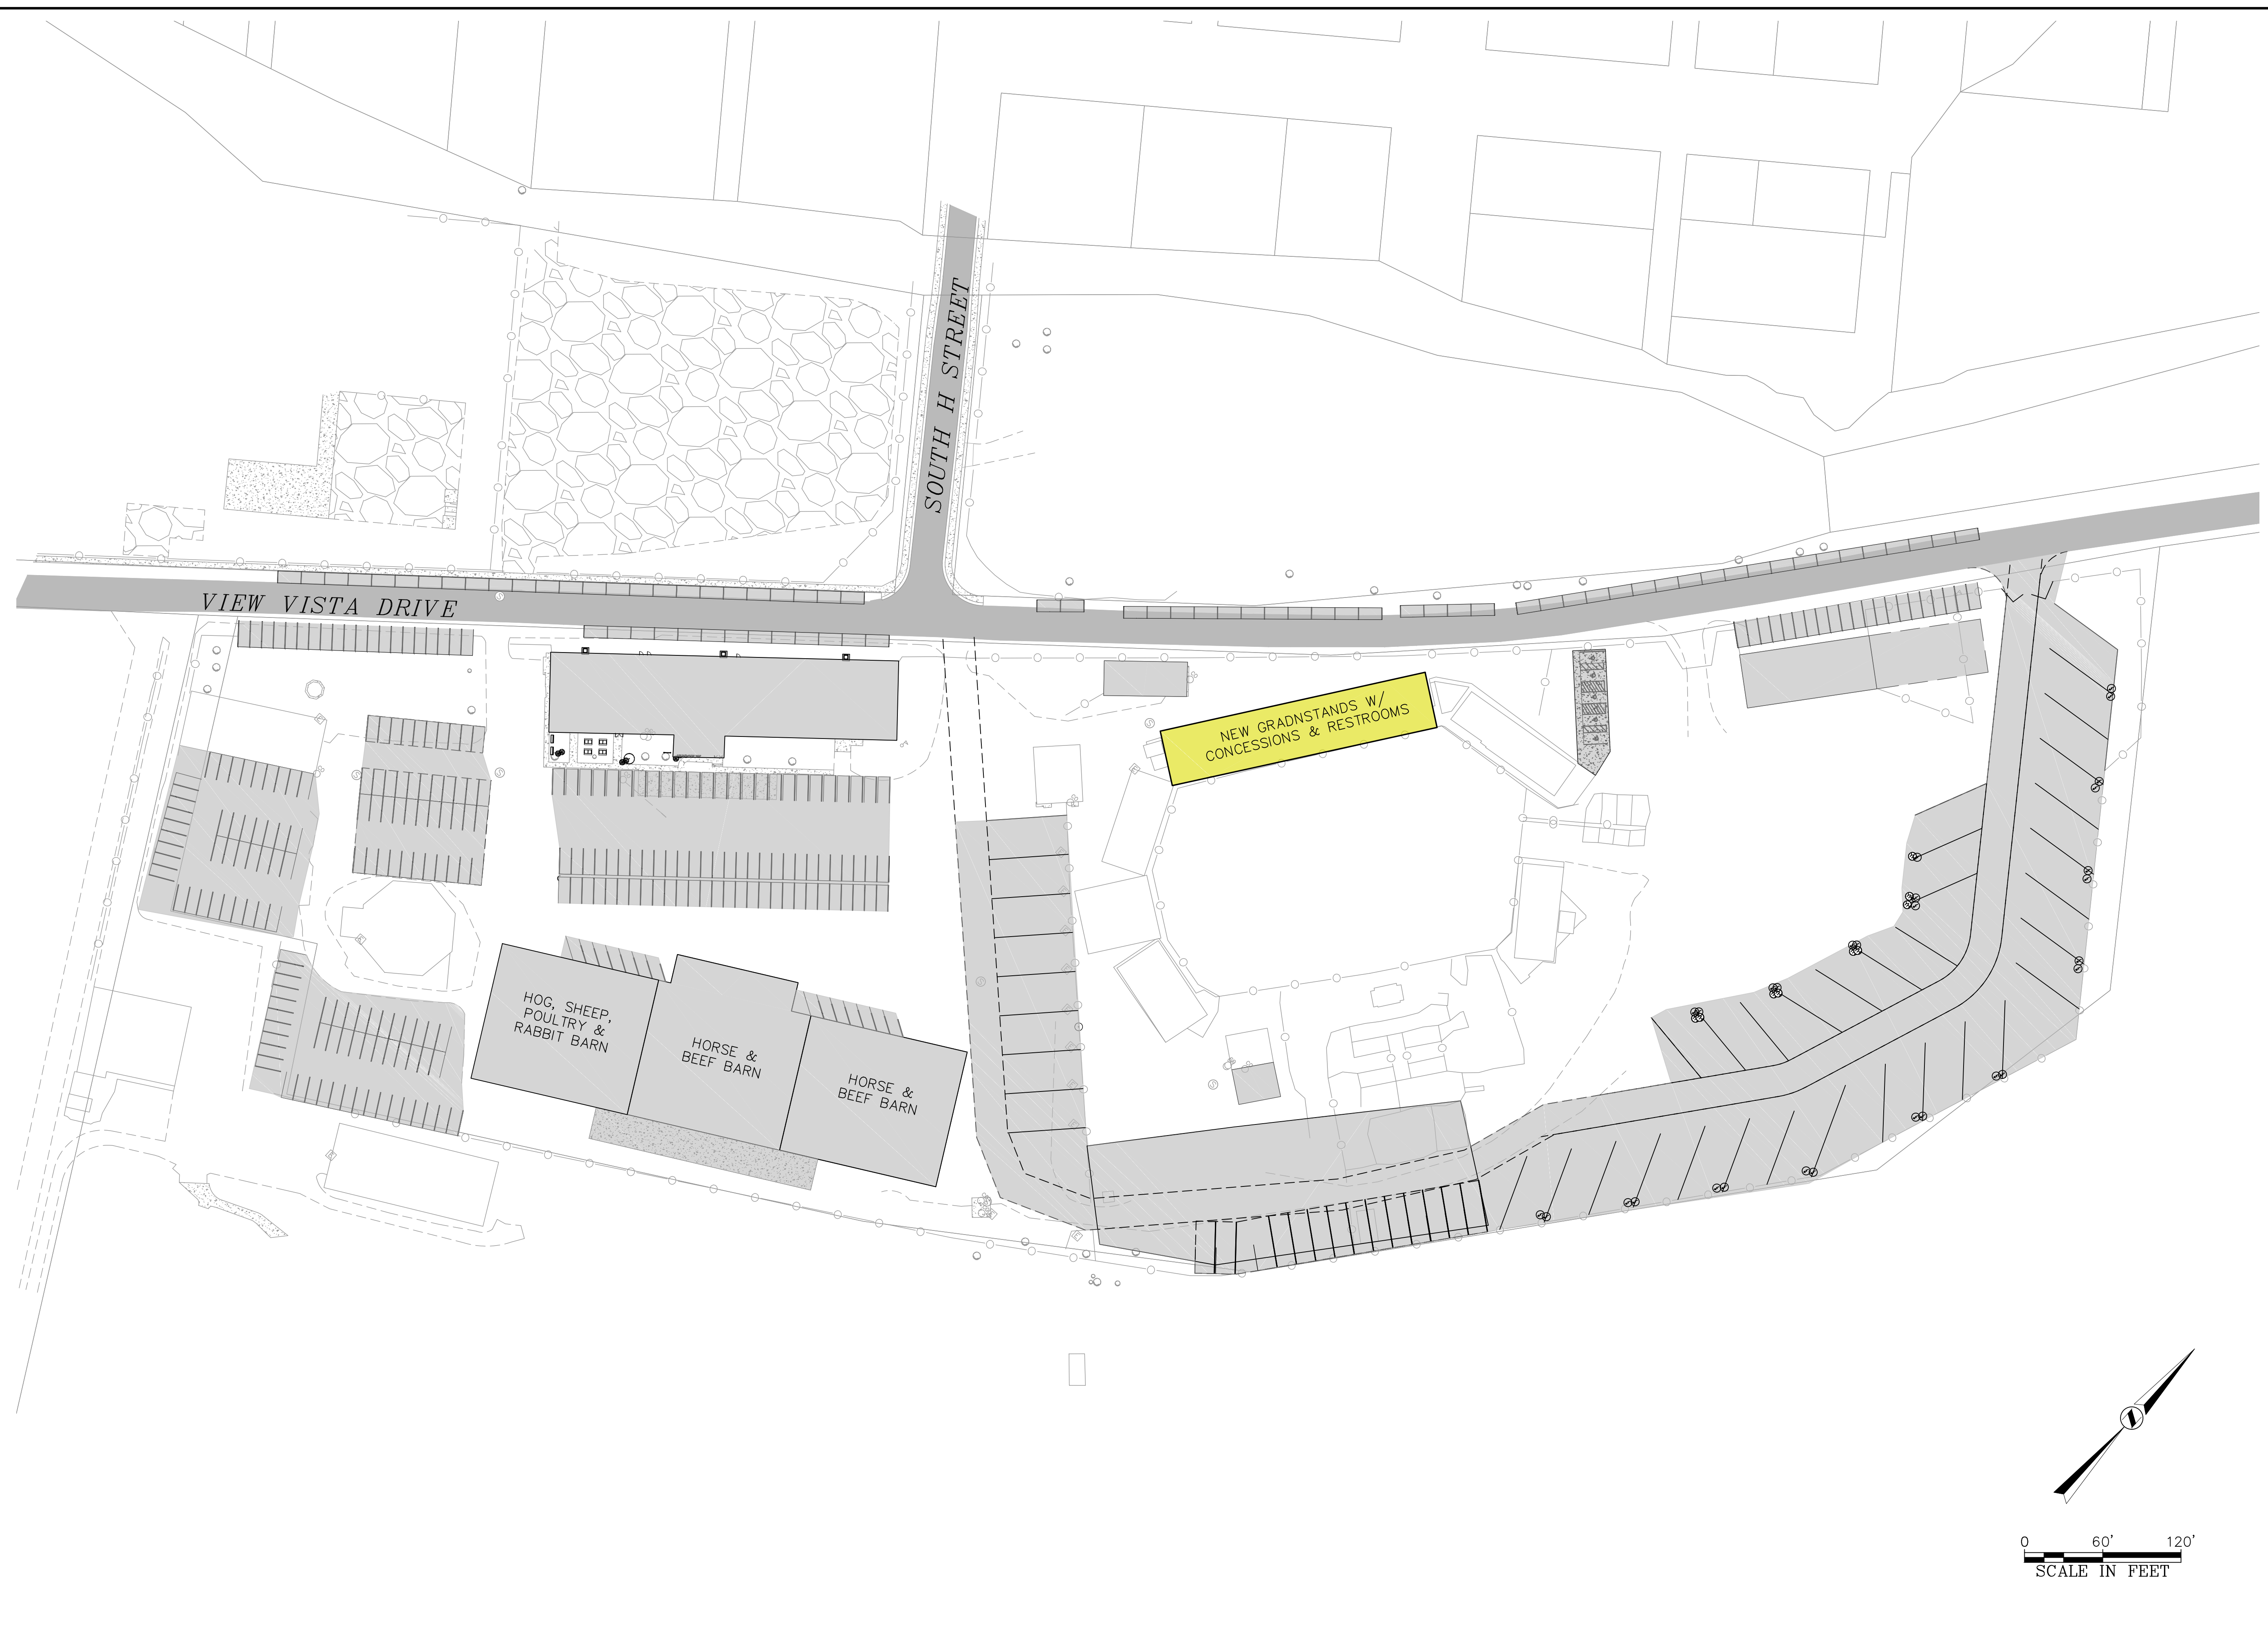 SOUTH H STREET
VIEW VISTA DRIVE
NEW GRADNSTANDS W/
CONCESSIONS & RESTROOMS
HOG, SHEEP,
POULTRY &
RABBIT BARN
HORSE &
BEEF BARN
HORSE &
BEEF BARN
0 60' 120'
SCALE IN FEET